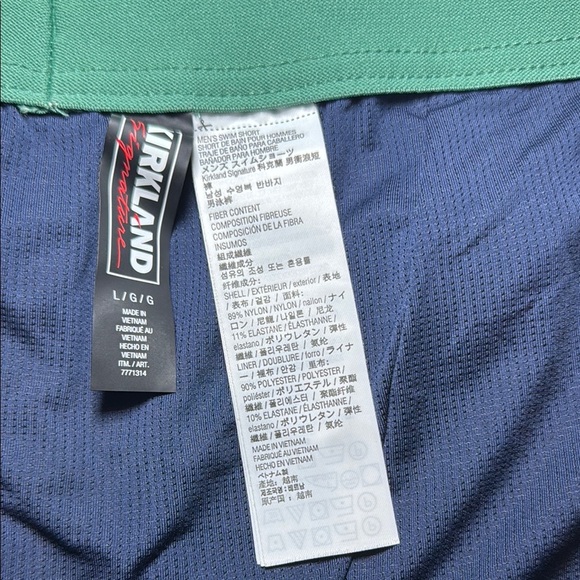 KIRKLAND
Signature
L/G/G
MADE IN
VIETNAM
FABRIQUÉ AU
VIETNAM
HECHO EN
VIETNAM
ITM. / ART.
7771314
MEN'S SWIM SHORT
SHORT DE BAIN POUR HOMMES
TRAJE DE BAÑO PARA CABALLERO
BAÑADOR PARA HOMBRE
メンズ スイムショーツ
Kirkland Signature 科克蘭 男衝浪短
褲
남성 수영복 반바지
男泳裤
FIBER CONTENT
COMPOSITION FIBREUSE
COMPOSICIÓN DE LA FIBRA
INSUMOS
組成繊維
纖維成分
섬유의 조성 또는 혼용률
纤维成分:
SHELL / EXTÉRIEUR / exterior / 表地
/ 表布 / 겉감 / 面料:
89% NYLON / NYLON / nailon / ナイ
ロン / 尼龍 / 나일론 / 尼龙
11% ELASTANE / ÉLASTHANNE /
elastano / ポリウレタン / 彈性
纖維 / 폴리우레탄 / 氨纶
LINER / DOUBLURE / forro / ライナ
ー / 裡布 / 안감 / 里布:
90% POLYESTER / POLYESTER /
poliéster / ポリエステル / 聚酯
纖維 / 폴리에스터 / 聚酯纤维
10% ELASTANE / ÉLASTHANNE /
elastano / ポリウレタン / 彈性
纖維 / 폴리우레탄 / 氨纶
MADE IN VIETNAM
FABRIQUÉ AU VIETNAM
HECHO EN VIETNAM
ベトナム製
產地: 越南
제조국명: 베트남
原产国: 越南